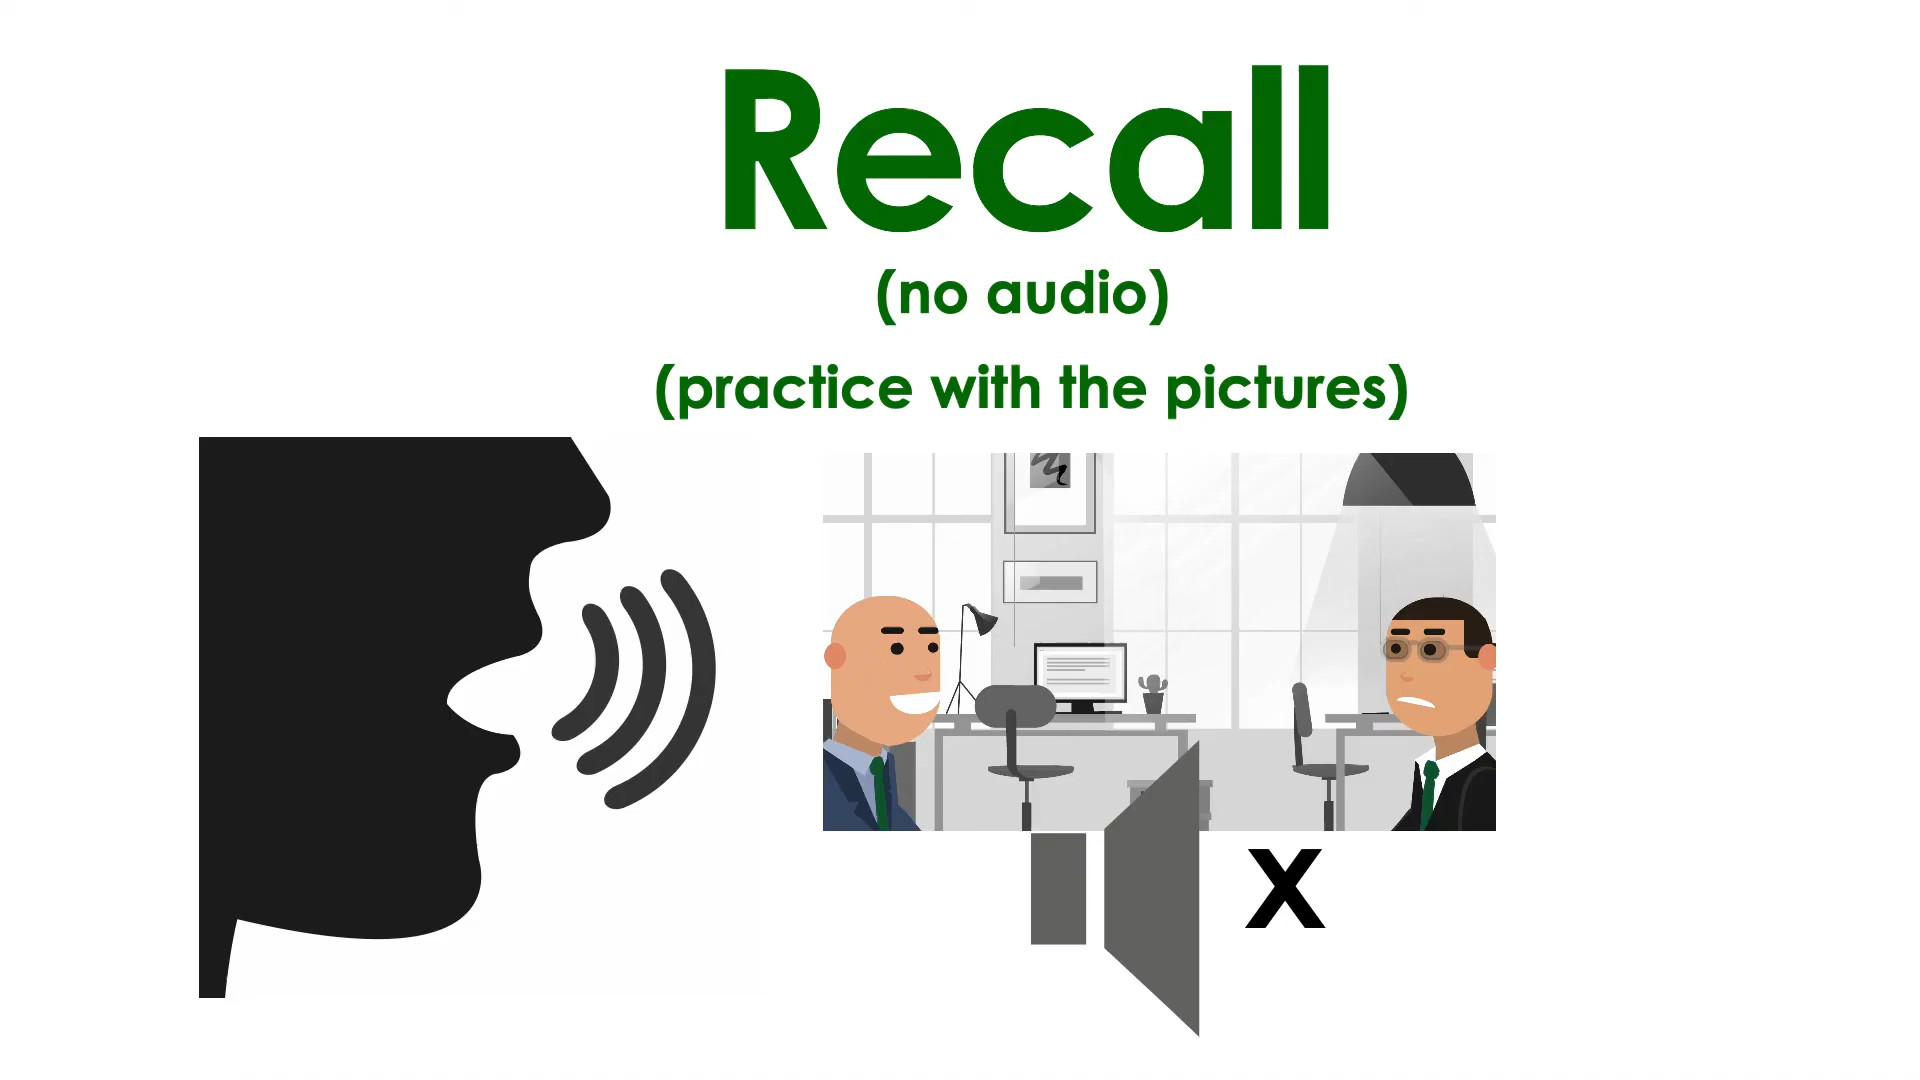 Recall
(no audio)
(practice with the pictures)
X